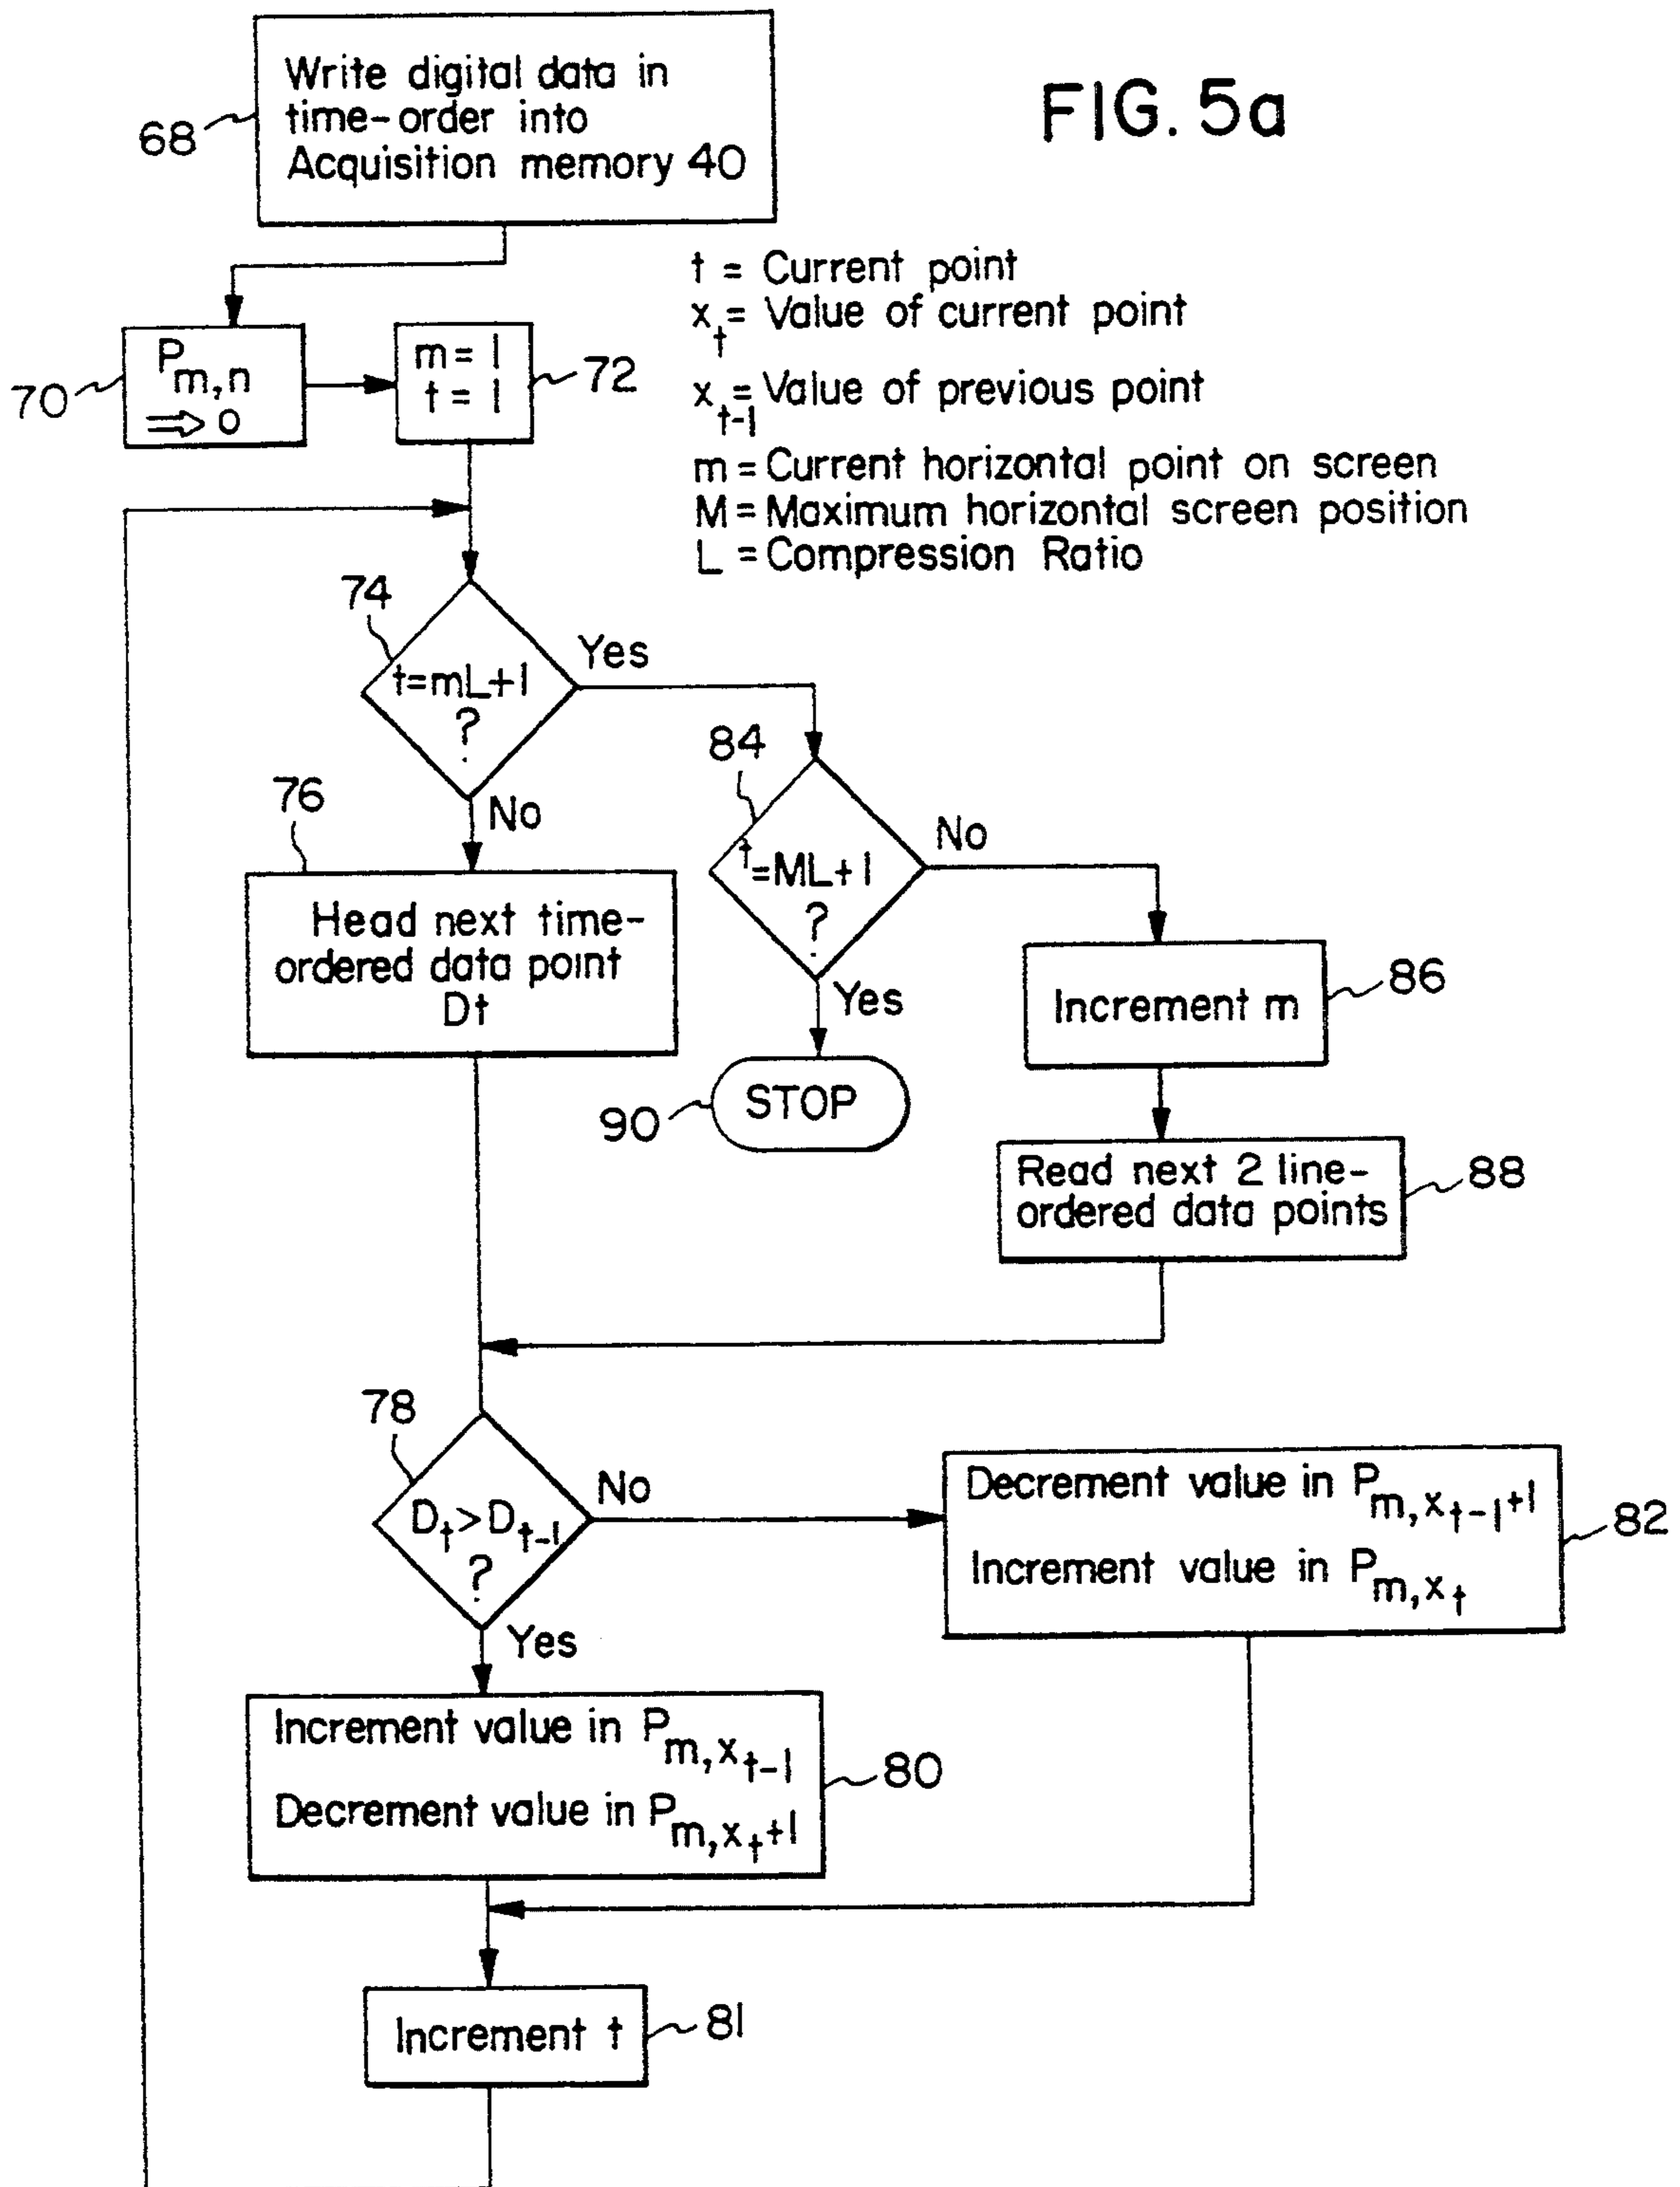 FIG. 5a
Write digital data in
time-order into
Acquisition memory 40
68
t = Current point
x_t = Value of current point
x_t-1 = Value of previous point
m = Current horizontal point on screen
M = Maximum horizontal screen position
L = Compression Ratio
70
P_m,n
⇒ 0
m = 1
t = 1
72
74
t=mL+1
?
Yes
No
84
t=ML+1
?
No
Yes
76
Head next time-
ordered data point
Dt
Increment m
86
90
STOP
Read next 2 line-
ordered data points
88
78
D_t > D_t-1
?
No
Yes
Decrement value in P_m,x_t-1+1
Increment value in P_m,x_t
82
Increment value in P_m,x_t-1
Decrement value in P_m,x_t+1
80
Increment t
81